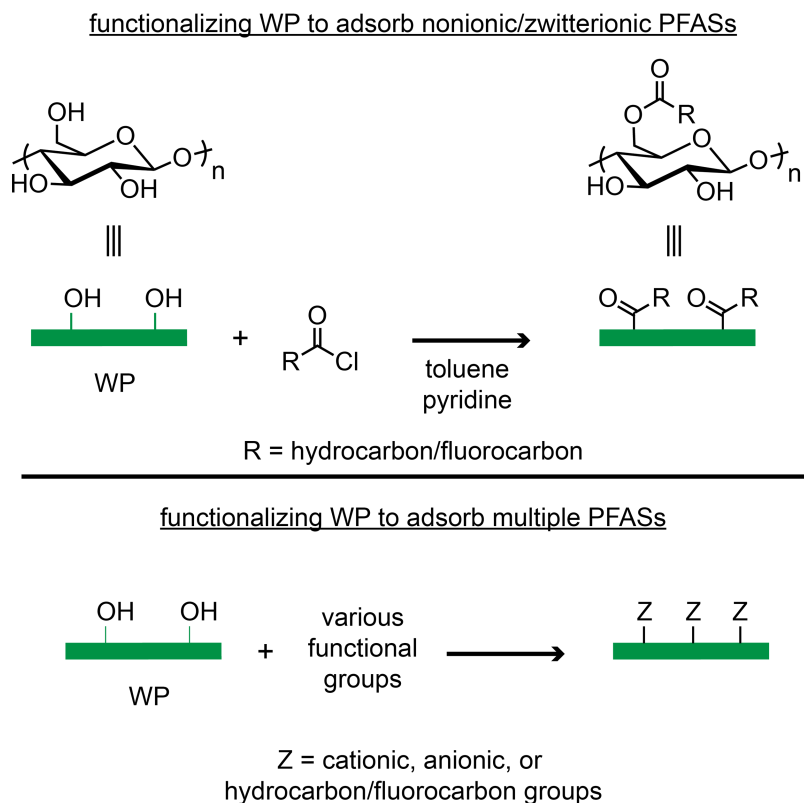 functionalizing WP to adsorb nonionic/zwitterionic PFASs
OH
O
O
n
HO
OH
O
R
O
O
O
n
HO
OH
OH OH
WP
+
O
R Cl
toluene
pyridine
O R O R
R = hydrocarbon/fluorocarbon
functionalizing WP to adsorb multiple PFASs
OH OH
WP
+
various
functional
groups
Z Z Z
Z = cationic, anionic, or
hydrocarbon/fluorocarbon groups